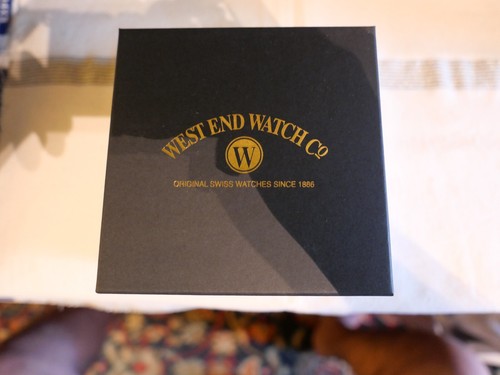 WEST END WATCH Co
W
ORIGINAL SWISS WATCHES SINCE 1886